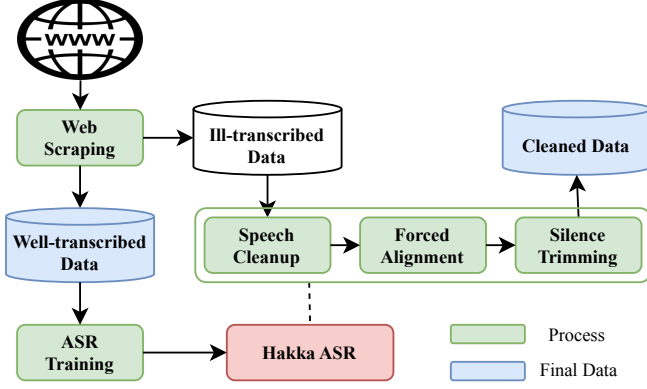 WWW
Web
Scraping
Ill-transcribed
Data
Cleaned Data
Well-transcribed
Data
Speech
Cleanup
Forced
Alignment
Silence
Trimming
ASR
Training
Hakka ASR
Process
Final Data